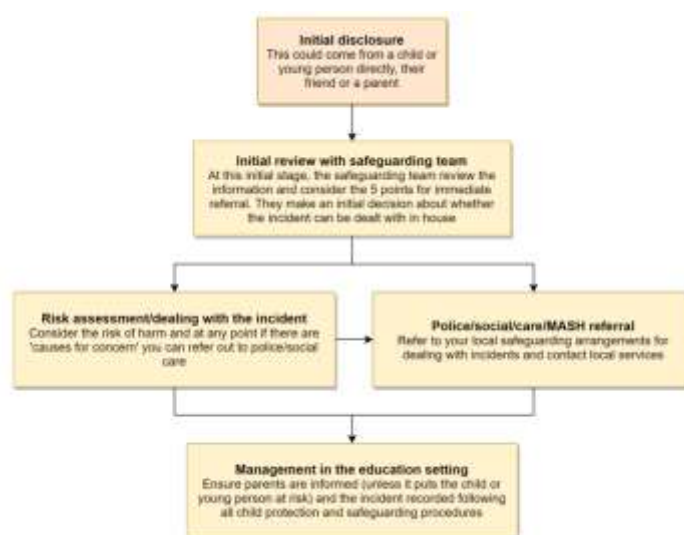 Initial disclosure
This could come from a child or
young person directly, their
friend or a parent
Initial review with safeguarding team
At this initial stage, the safeguarding team review the
information and consider the 5 points for immediate
referral. They make an initial decision about whether
the incident can be dealt with in house
Risk assessment/dealing with the incident
Consider the risk of harm and at any point if there are
'causes for concern' you can refer out to police/social
care
Police/social/care/MASH referral
Refer to your local safeguarding arrangements for
dealing with incidents and contact local services
Management in the education setting
Ensure parents are informed (unless it puts the child or
young person at risk) and the incident recorded following
all child protection and safeguarding procedures